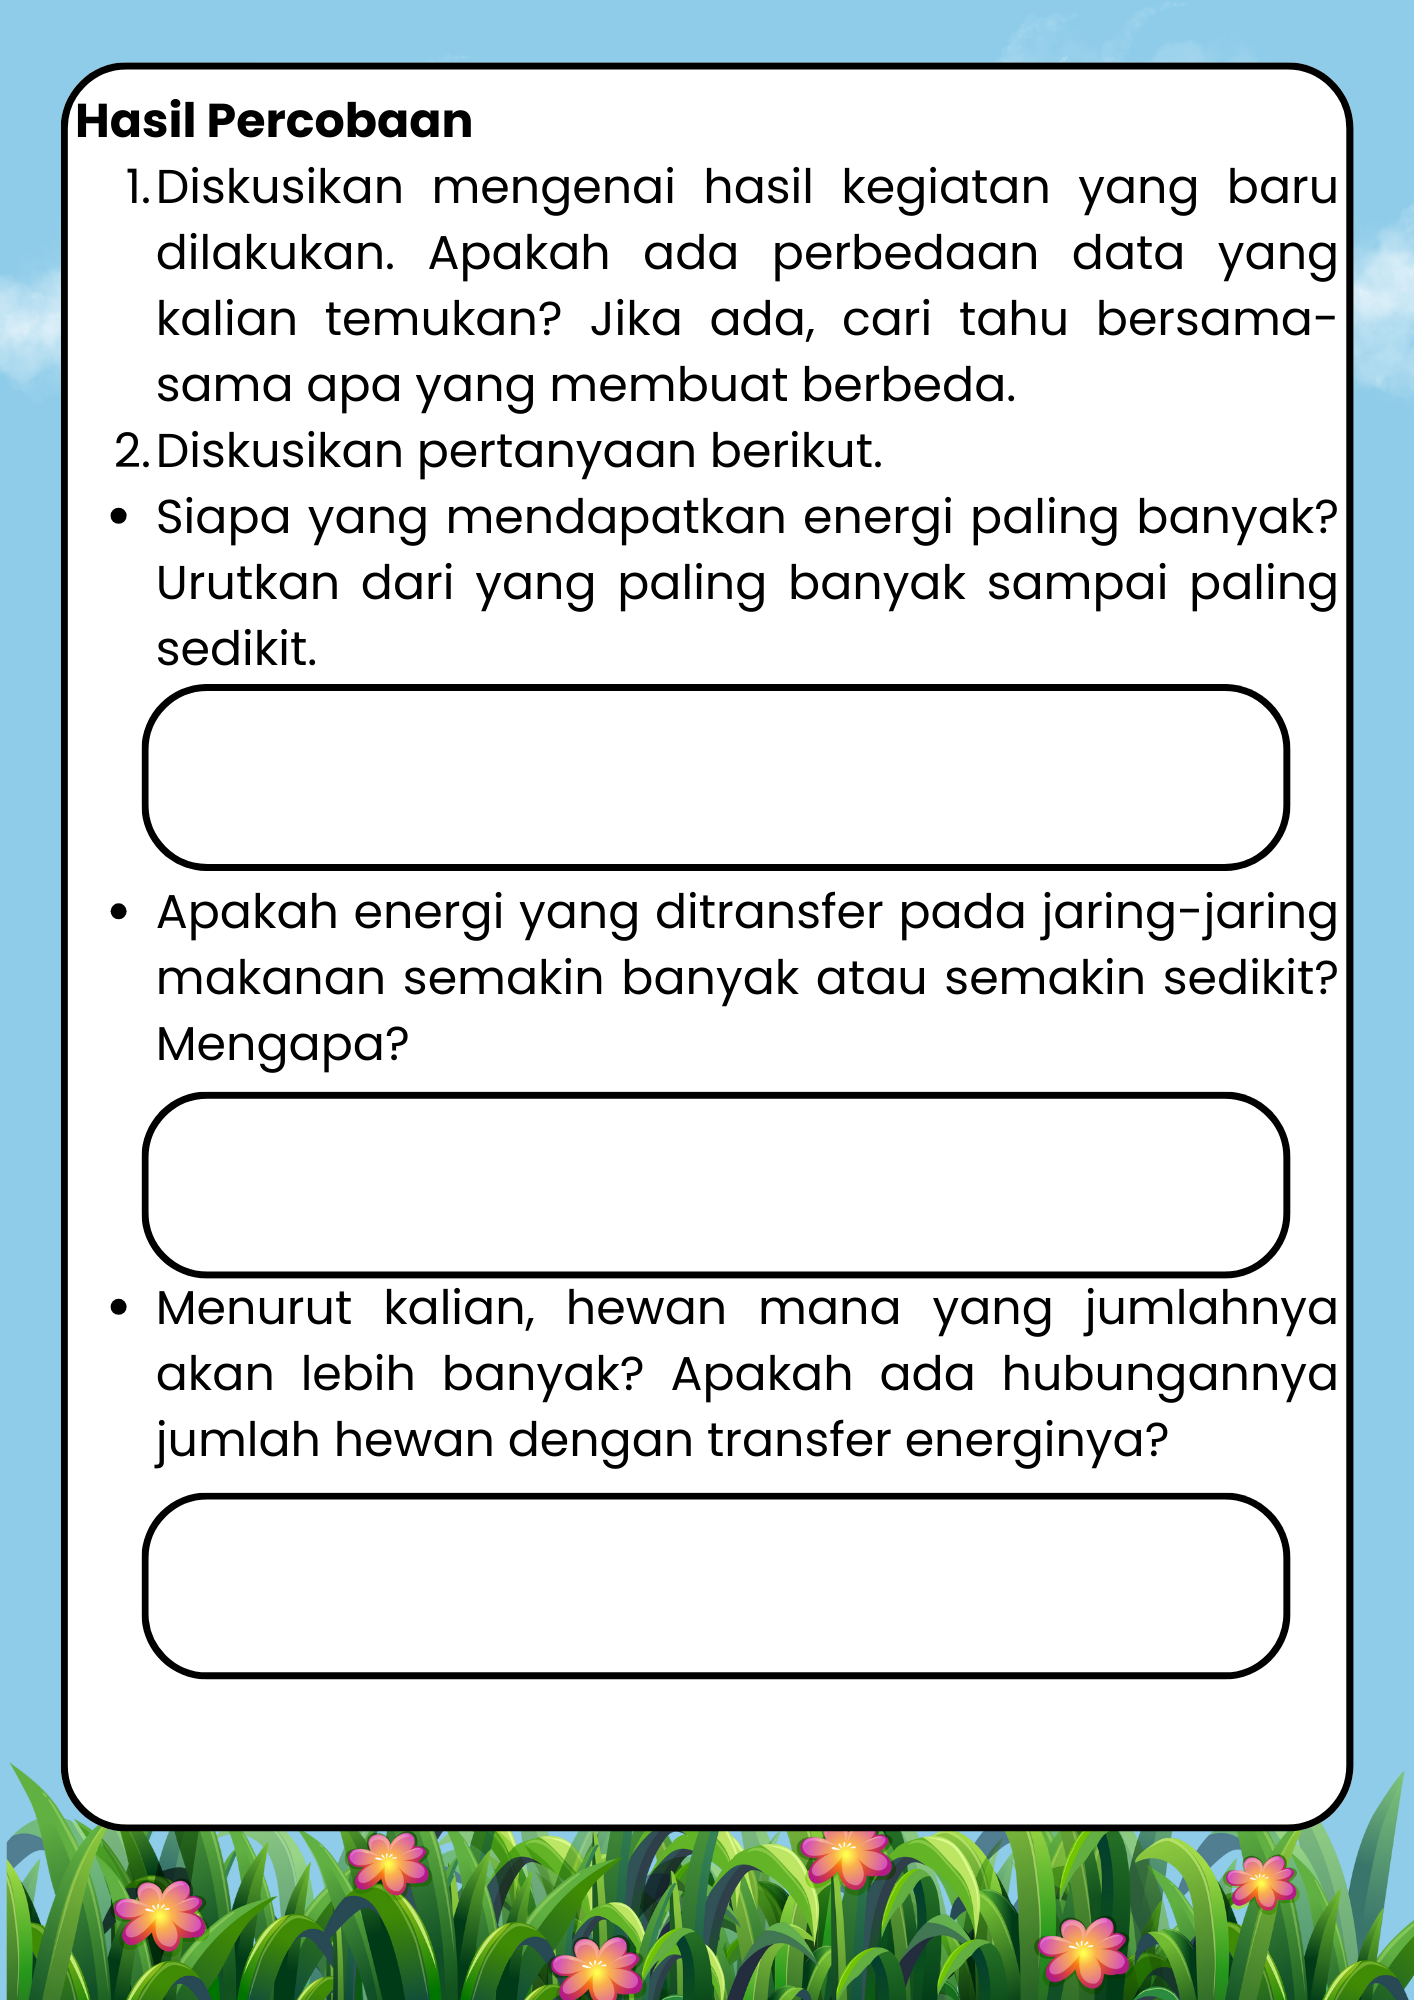 Hasil Percobaan
1. Diskusikan mengenai hasil kegiatan yang baru
dilakukan. Apakah ada perbedaan data yang
kalian temukan? Jika ada, cari tahu bersama-
sama apa yang membuat berbeda.
2. Diskusikan pertanyaan berikut.
• Siapa yang mendapatkan energi paling banyak?
Urutkan dari yang paling banyak sampai paling
sedikit.
• Apakah energi yang ditransfer pada jaring-jaring
makanan semakin banyak atau semakin sedikit?
Mengapa?
• Menurut kalian, hewan mana yang jumlahnya
akan lebih banyak? Apakah ada hubungannya
jumlah hewan dengan transfer energinya?